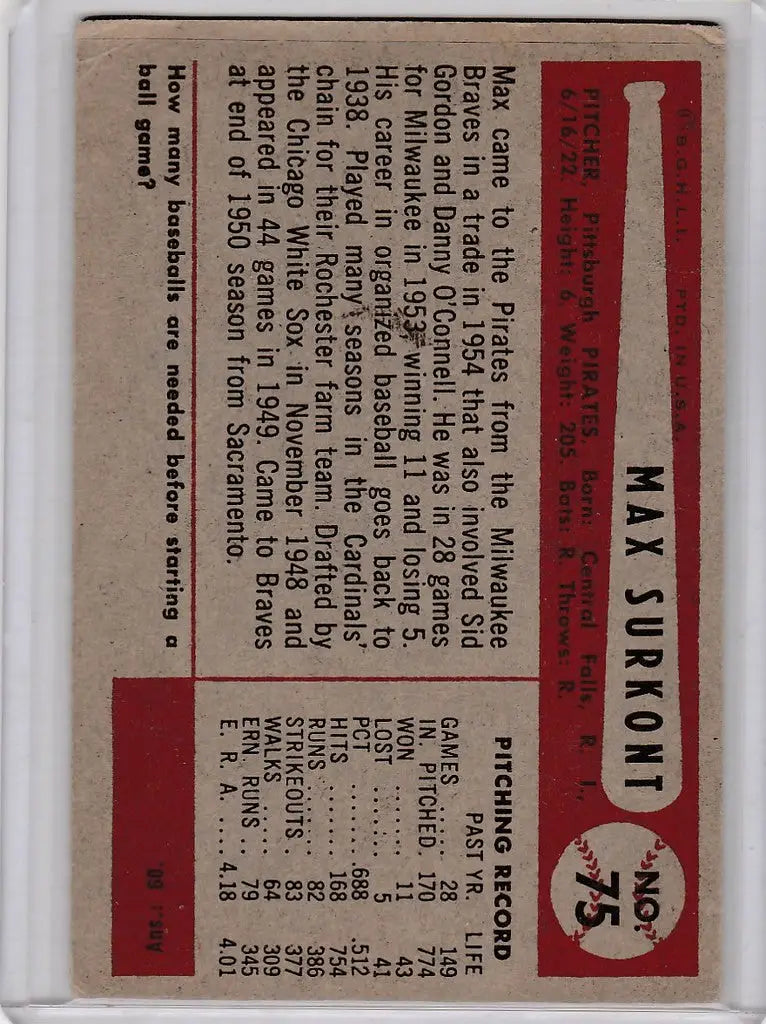 © B.G.H.L.I. PTD. IN U.S.A.
MAX SURKONT
NO.
75
PITCHER, Pittsburgh PIRATES. Born: Central Falls, R. I.,
6/16/22. Height: 6. Weight: 205. Bats: R. Throws: R.
Max came to the Pirates from the Milwaukee
Braves in a trade in 1954 that also involved Sid
Gordon and Danny O'Connell. He was in 28 games
for Milwaukee in 1953, winning 11 and losing 5.
His career in organized baseball goes back to
1938. Played many seasons in the Cardinals'
chain for their Rochester farm team. Drafted by
the Chicago White Sox in November 1948 and
appeared in 44 games in 1949. Came to Braves
at end of 1950 season from Sacramento.
How many baseballs are needed before starting a
ball game?
PITCHING RECORD
PAST YR. LIFE
GAMES ...... 28 149
IN. PITCHED. 170 774
WON ....... 11 43
LOST ....... 5 41
PCT ........ .688 .512
HITS ....... 168 754
RUNS ....... 82 386
STRIKEOUTS . 83 377
WALKS ..... 64 309
ERN. RUNS .. 79 345
E. R. A. ..... 4.18 4.01
Ans.: 60.